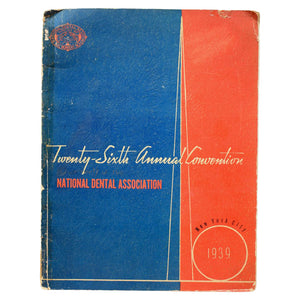 Twenty-Sixth Annual Convention
NATIONAL DENTAL ASSOCIATION
NEW YORK CITY
1939